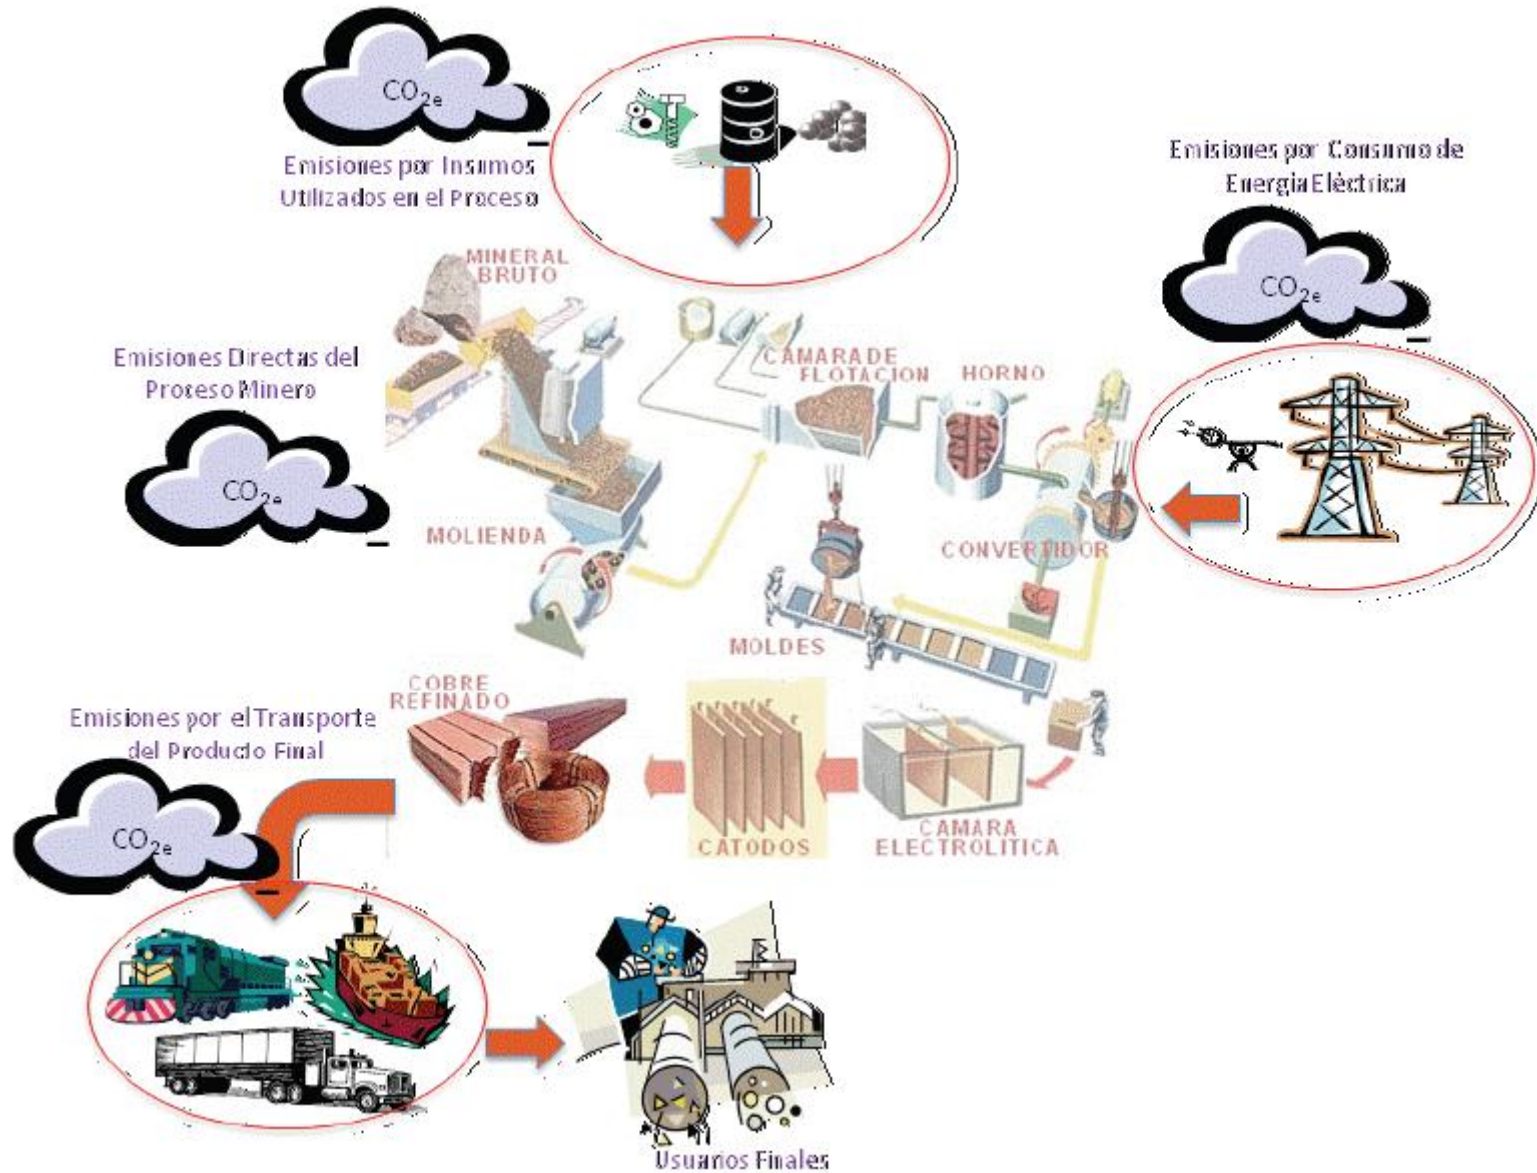 CO2e
Emisiones por Insumos
Utilizados en el Proceso
Emisiones por Consumo de
Energía Eléctrica
CO2e
MINERAL
BRUTO
Emisiones Directas del
Proceso Minero
CO2e
CAMARA DE
FLOTACION
HORNO
MOLIENDA
CONVERTIDOR
MOLDES
COBRE
REFINADO
Emisiones por el Transporte
del Producto Final
CO2e
CATODOS
CAMARA
ELECTROLITICA
Usuarios Finales